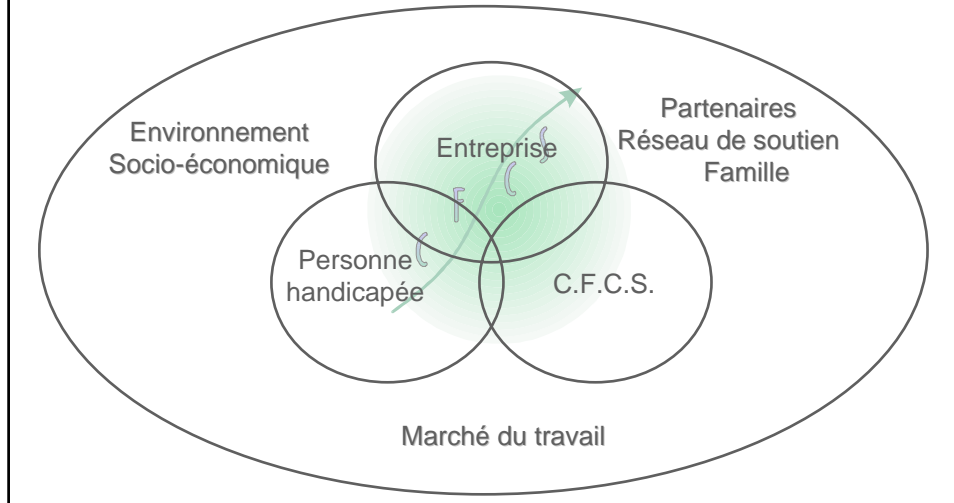 Environnement
Socio-économique
Partenaires
Réseau de soutien
Famille
Entreprise
Personne
handicapée
C.F.C.S.
C F C S
Marché du travail